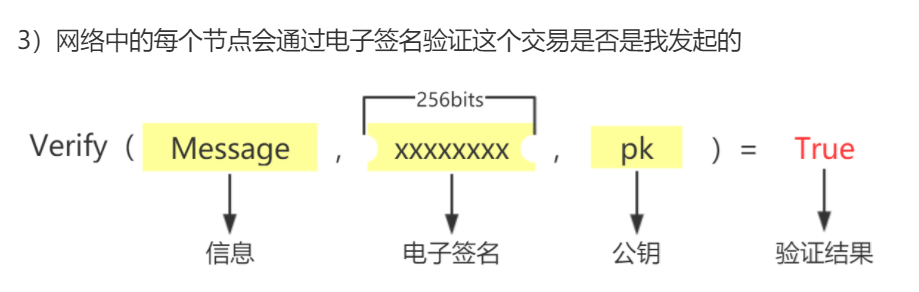 3）网络中的每个节点会通过电子签名验证这个交易是否是我发起的
256bits
Verify（ Message , xxxxxxxx , pk ）= True
信息 电子签名 公钥 验证结果